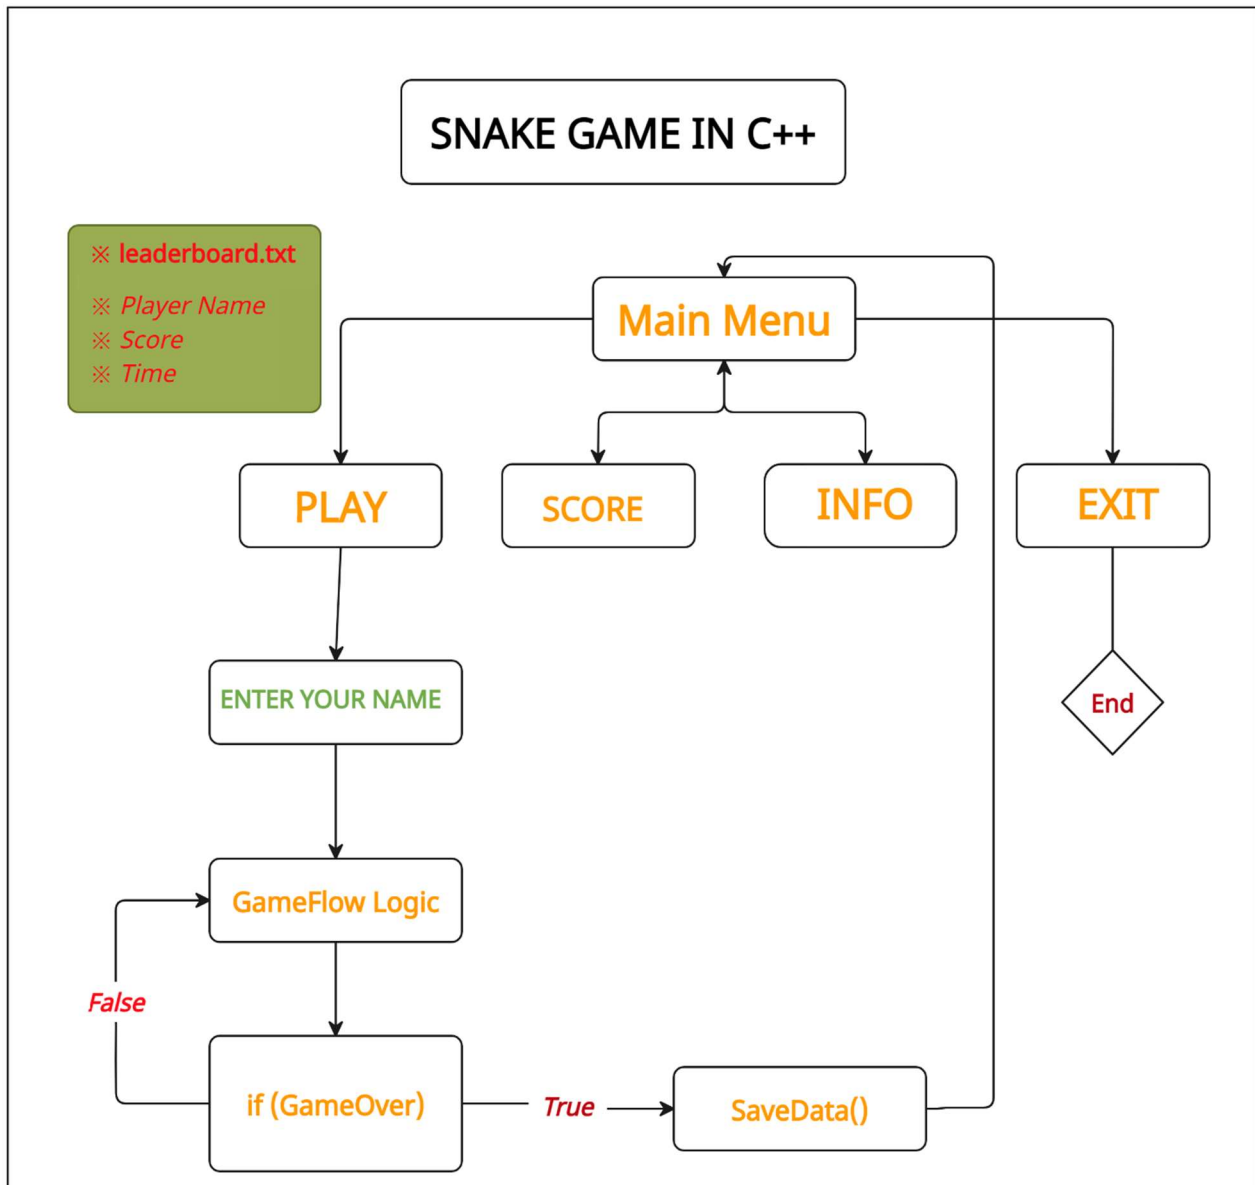 SNAKE GAME IN C++
※ leaderboard.txt
※ Player Name
※ Score
※ Time
Main Menu
PLAY
SCORE
INFO
EXIT
ENTER YOUR NAME
End
GameFlow Logic
False
if (GameOver)
True
SaveData()